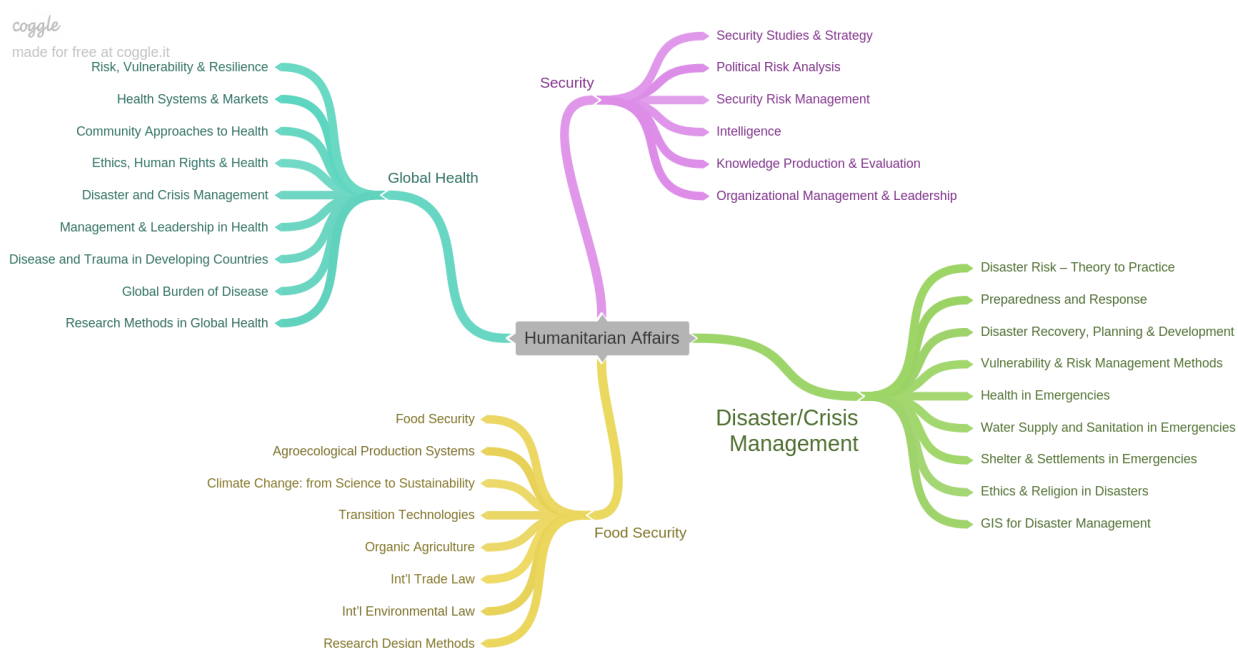 coggle
made for free at coggle.it
Risk, Vulnerability & Resilience
Health Systems & Markets
Community Approaches to Health
Ethics, Human Rights & Health
Disaster and Crisis Management
Management & Leadership in Health
Disease and Trauma in Developing Countries
Global Burden of Disease
Research Methods in Global Health
Global Health
Security
Security Studies & Strategy
Political Risk Analysis
Security Risk Management
Intelligence
Knowledge Production & Evaluation
Organizational Management & Leadership
Humanitarian Affairs
Disaster/Crisis
Management
Disaster Risk – Theory to Practice
Preparedness and Response
Disaster Recovery, Planning & Development
Vulnerability & Risk Management Methods
Health in Emergencies
Water Supply and Sanitation in Emergencies
Shelter & Settlements in Emergencies
Ethics & Religion in Disasters
GIS for Disaster Management
Food Security
Agroecological Production Systems
Climate Change: from Science to Sustainability
Transition Technologies
Organic Agriculture
Int'l Trade Law
Int'l Environmental Law
Research Design Methods
Food Security